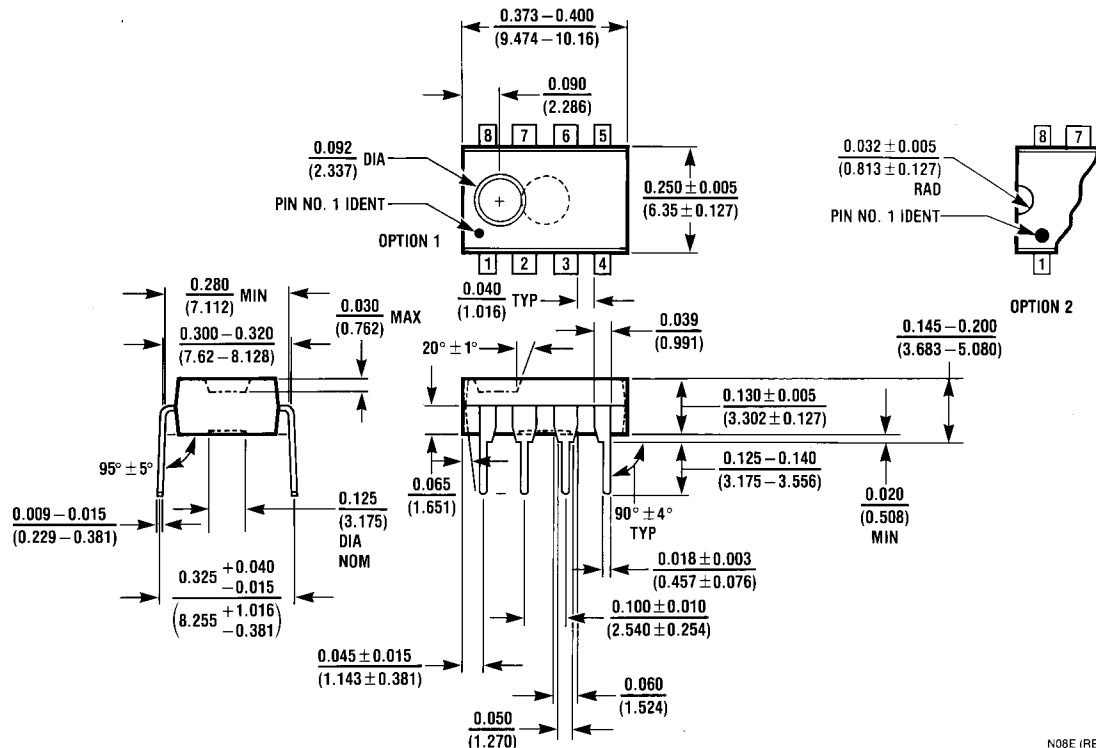 0.373 – 0.400
(9.474 – 10.16)
0.090
(2.286)
8 7 6 5
0.092 DIA
(2.337)
PIN NO. 1 IDENT
OPTION 1
0.250 ± 0.005
(6.35 ± 0.127)
1 2 3 4
0.032 ± 0.005
(0.813 ± 0.127)
RAD
PIN NO. 1 IDENT
8 7
1
OPTION 2
0.280 MIN
(7.112)
0.300 – 0.320
(7.62 – 8.128)
0.030 MAX
(0.762)
0.040 TYP
(1.016)
0.039
(0.991)
20° ± 1°
0.145 – 0.200
(3.683 – 5.080)
0.130 ± 0.005
(3.302 ± 0.127)
95° ± 5°
0.065
(1.651)
0.125 – 0.140
(3.175 – 3.556)
90° ± 4°
TYP
0.020
(0.508)
MIN
0.009 – 0.015
(0.229 – 0.381)
0.125
(3.175)
DIA
NOM
0.018 ± 0.003
(0.457 ± 0.076)
0.325 +0.040
–0.015
(8.255 +1.016
–0.381)
0.100 ± 0.010
(2.540 ± 0.254)
0.045 ± 0.015
(1.143 ± 0.381)
0.060
(1.524)
0.050
(1.270)
N08E